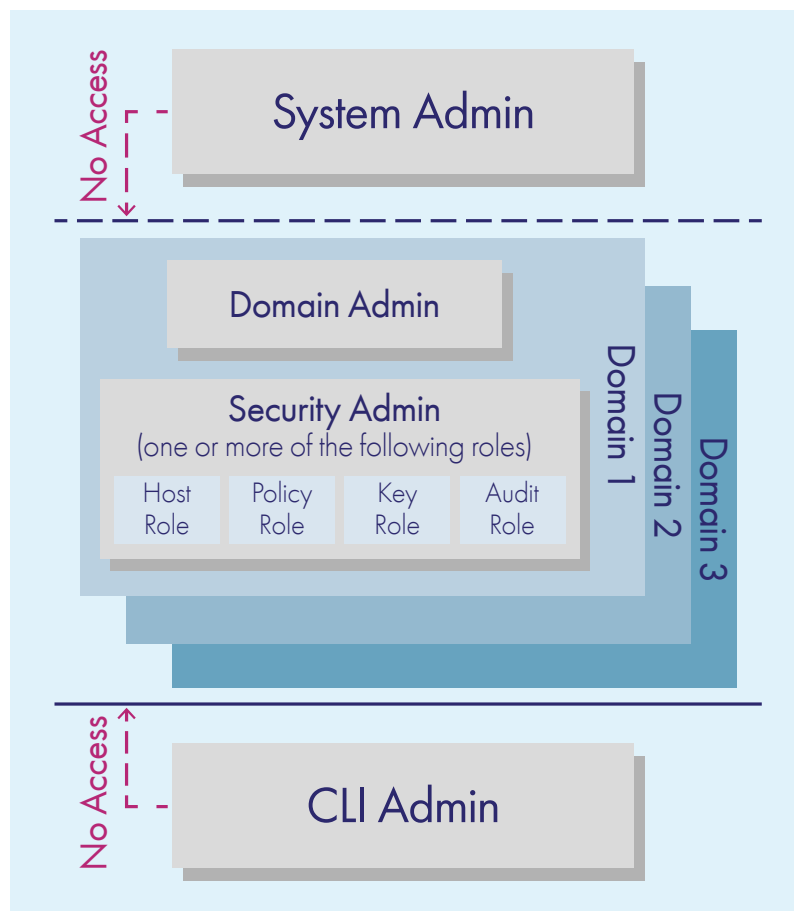 No Access
System Admin
Domain Admin
Security Admin
(one or more of the following roles)
Host
Role
Policy
Role
Key
Role
Audit
Role
Domain 1
Domain 2
Domain 3
No Access
CLI Admin